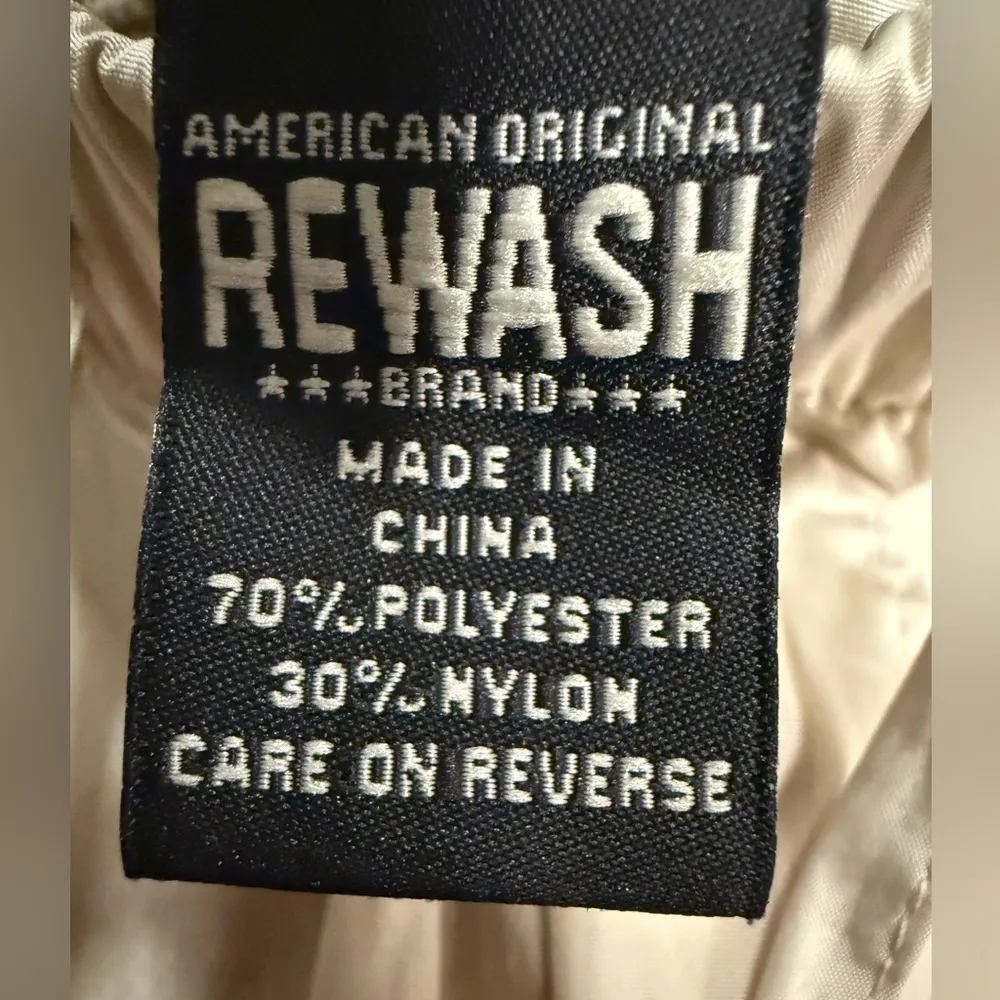 AMERICAN ORIGINAL
REWASH
★★★BRAND★★★
MADE IN
CHINA
70% POLYESTER
30% NYLON
CARE ON REVERSE